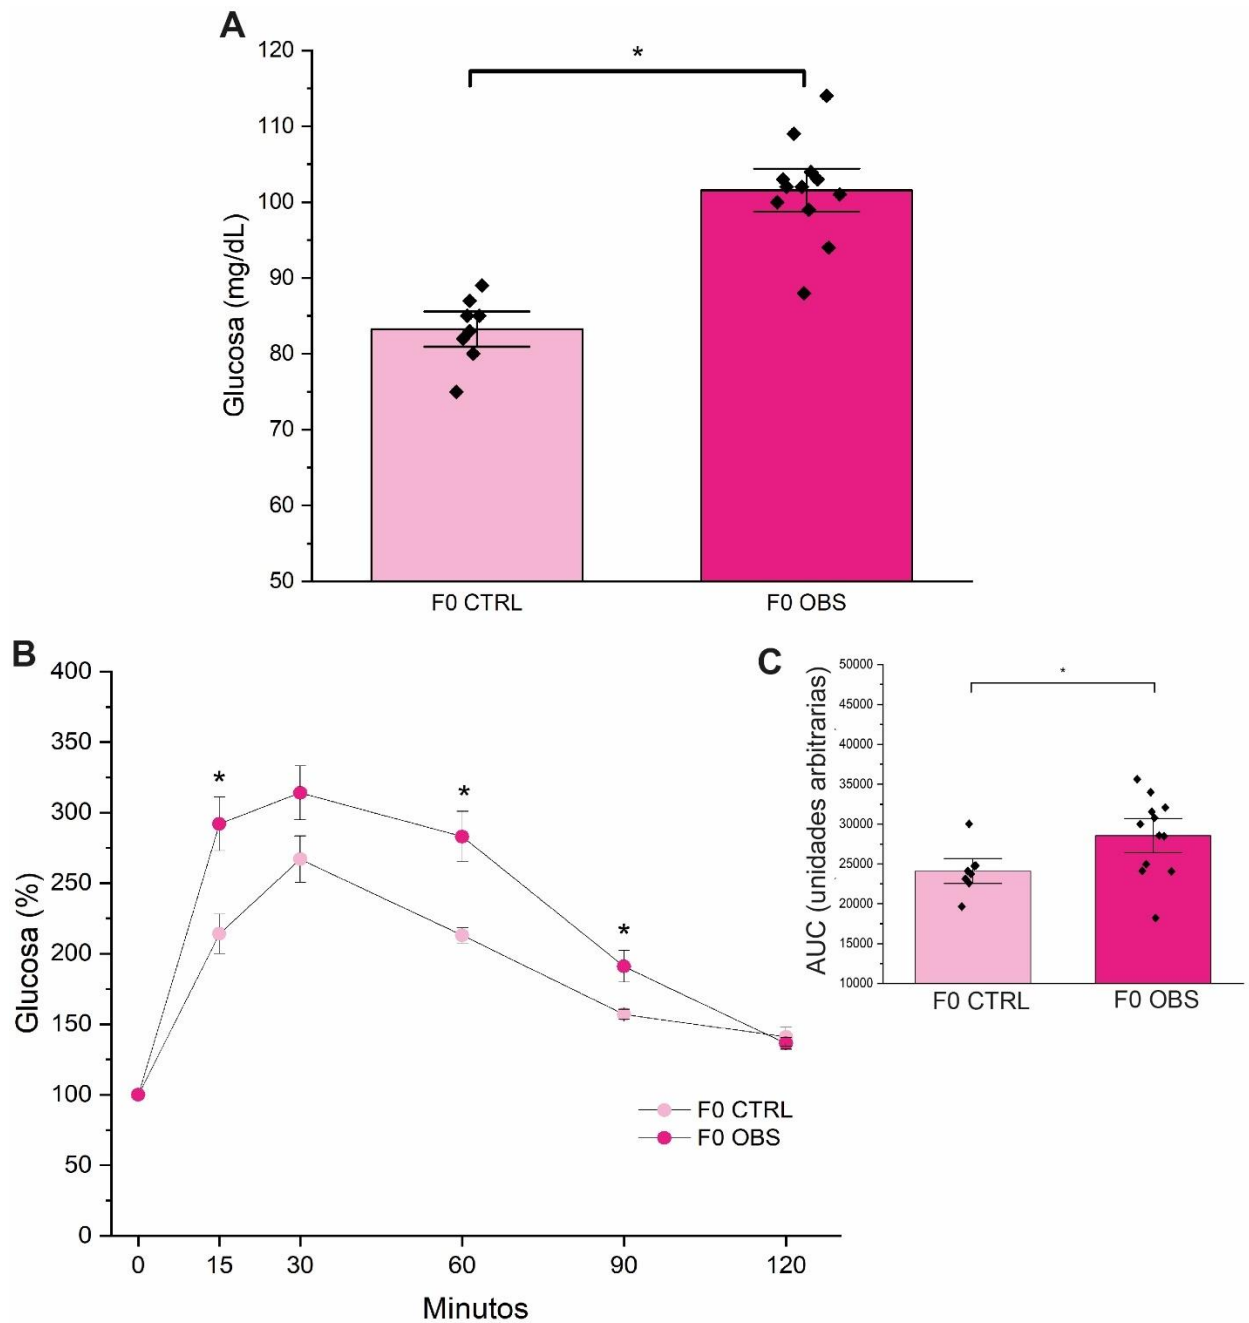 A
120
110
100
90
80
70
60
50
Glucosa (mg/dL)
*
F0 CTRL
F0 OBS
B
400
350
300
250
200
150
100
50
0
Glucosa (%)
*
*
*
F0 CTRL
F0 OBS
0 15 30 60 90 120
Minutos
C
50000
45000
40000
35000
30000
25000
20000
15000
10000
AUC (unidades arbitrarias)
*
F0 CTRL
F0 OBS